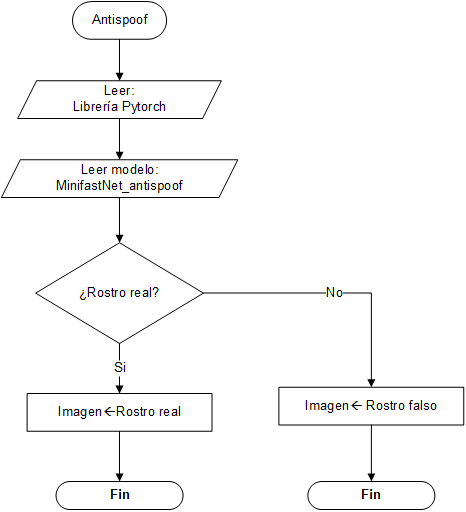 Antispoof
Leer:
Librería Pytorch
Leer modelo:
MinifastNet_antispoof
¿Rostro real?
No
Si
Imagen←Rostro real
Imagen← Rostro falso
Fin
Fin